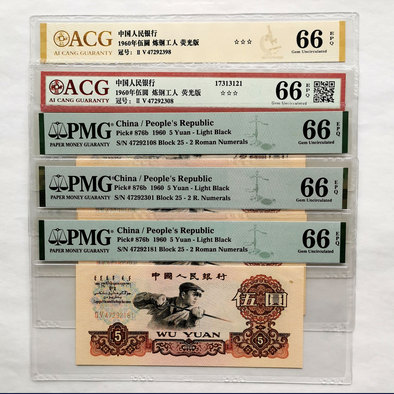 ACG
AI CANG GUARANTY
中国人民银行
1960年伍圆 炼钢工人 荧光版
冠号: ⅡV47292398
☆☆☆
66 EPQ
Gem Uncirculated
ACG
AI CANG GUARANTY
中国人民银行
1960年伍圆 炼钢工人 荧光版
冠号: ⅡV47292308
17313121
☆☆☆
66 EPQ
Gem Uncirculated
PMG
PAPER MONEY GUARANTY
China / People's Republic
Pick# 876b 1960 5 Yuan - Light Black
S/N 47292108 Block 25 - 2 Roman Numerals
66 EPQ
Gem Uncirculated
PMG
PAPER MONEY GUARANTY
China / People's Republic
Pick# 876b 1960 5 Yuan - Light Black
S/N 47292301 Block 25 - 2 R. Numerals
66 EPQ
Gem Uncirculated
PMG
PAPER MONEY GUARANTY
China / People's Republic
Pick# 876b 1960 5 Yuan - Light Black
S/N 47292181 Block 25 - 2 Roman Numerals
66 EPQ
Gem Uncirculated
中國人民銀行
伍圓
ⅡV47292181
5
WU YUAN
5